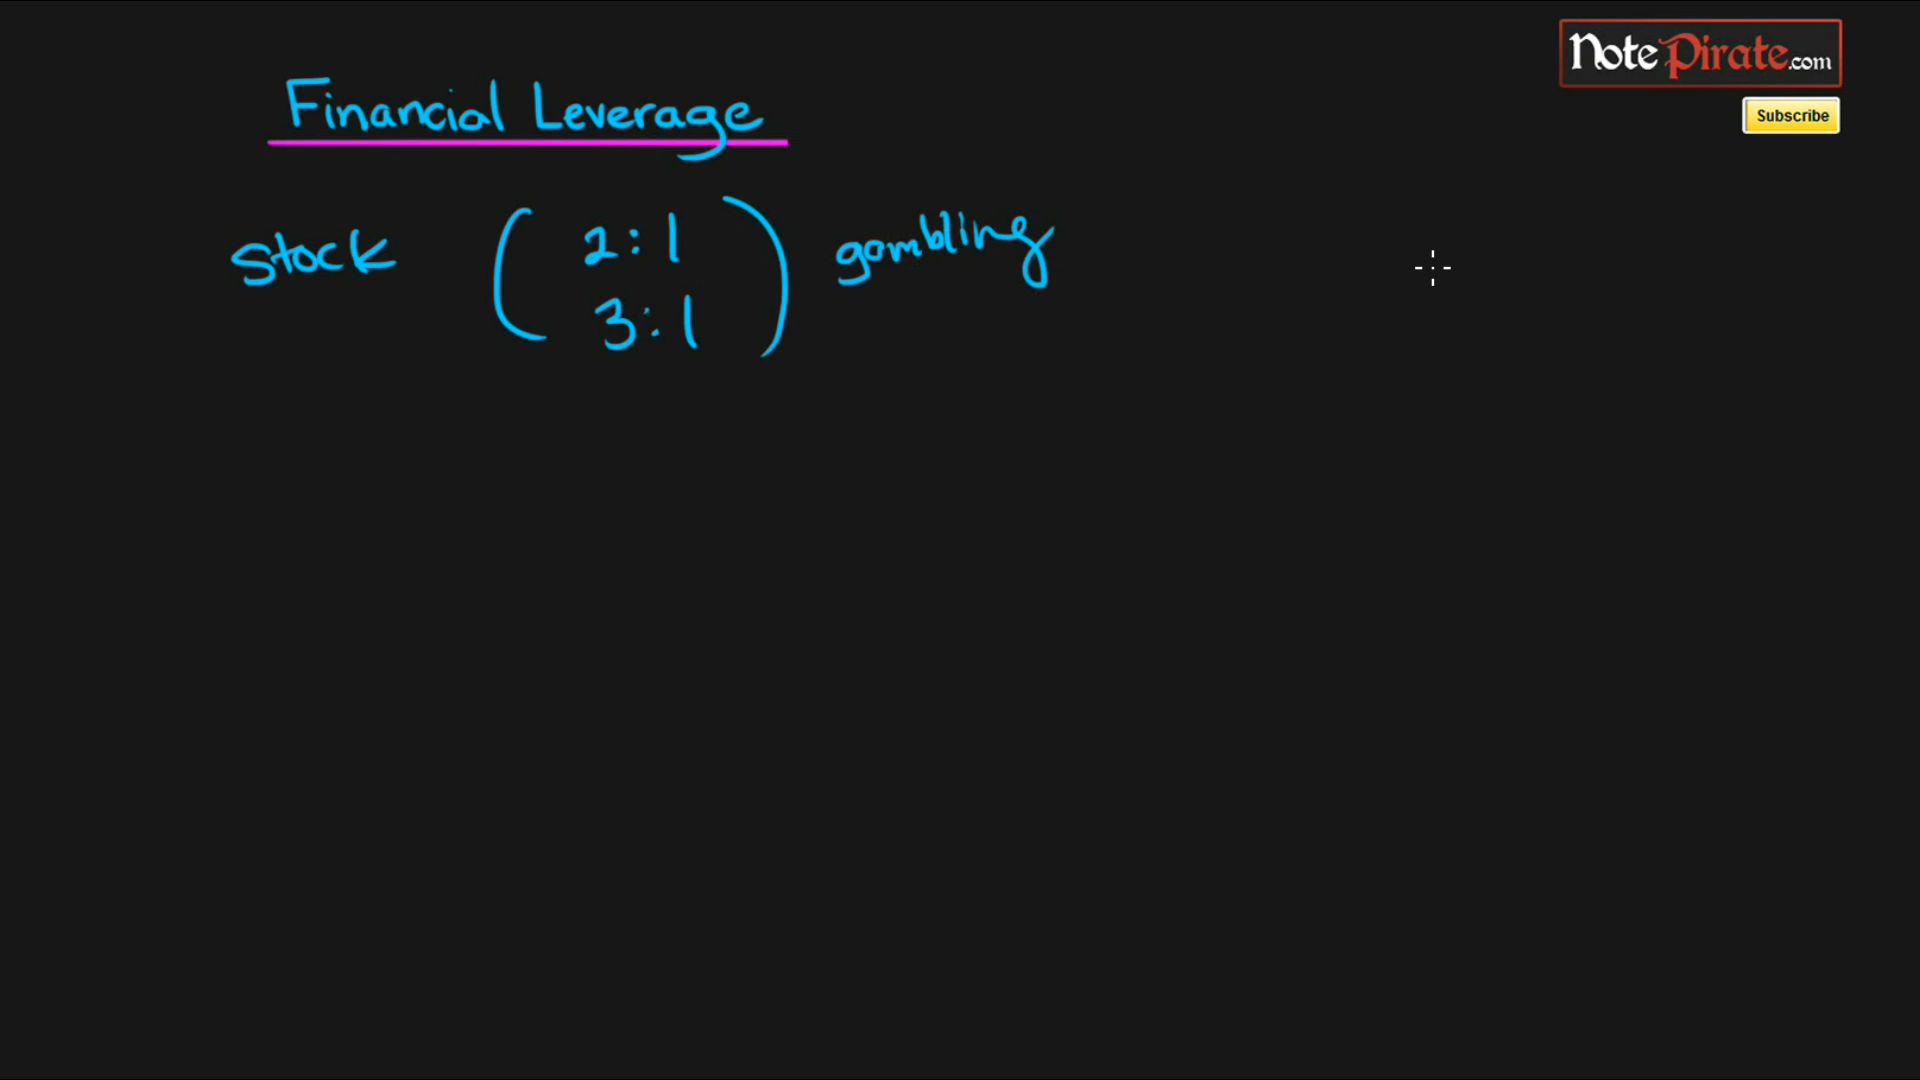 NotePirate.com
Subscribe
Financial Leverage
stock ( 2:1 ) gambling
3:1